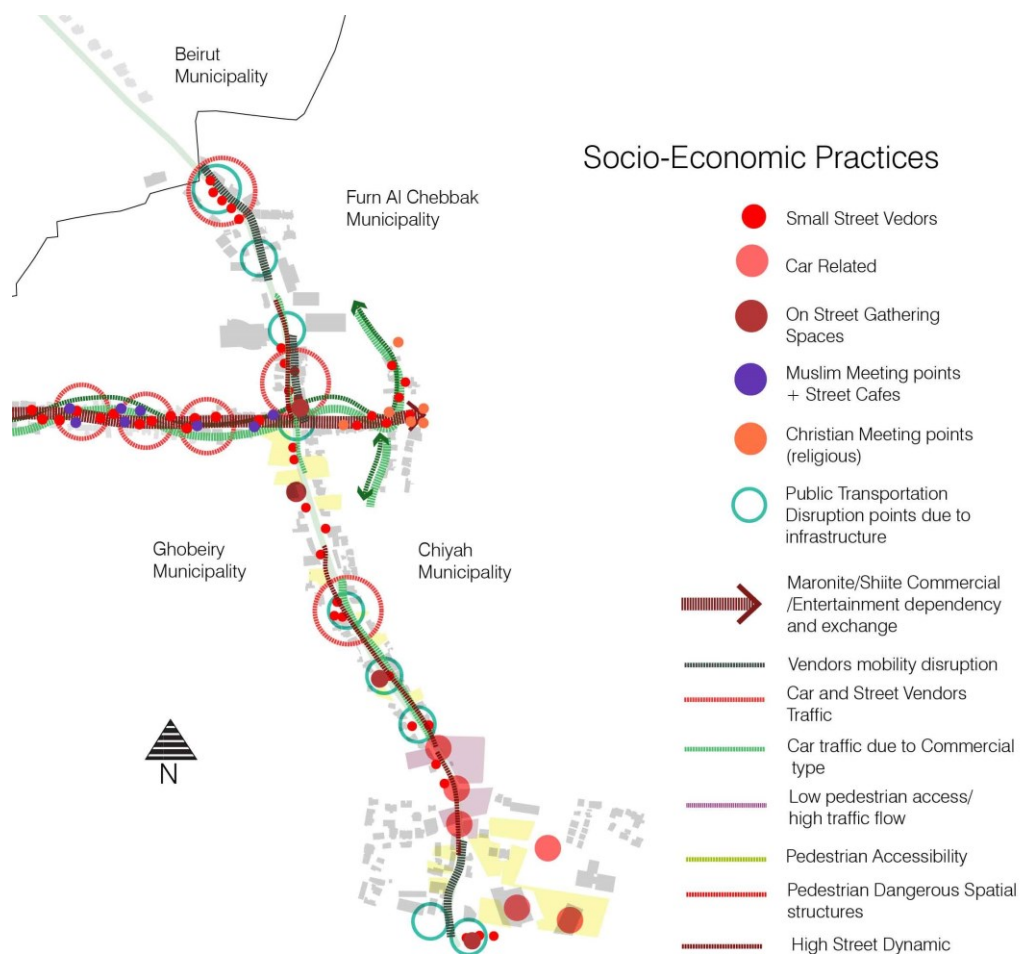 Beirut
Municipality
Furn Al Chebbak
Municipality
Ghobeiry
Municipality
Chiyah
Municipality
N
Socio-Economic Practices
Small Street Vedors
Car Related
On Street Gathering
Spaces
Muslim Meeting points
+ Street Cafes
Christian Meeting points
(religious)
Public Transportation
Disruption points due to
infrastructure
Maronite/Shiite Commercial
/Entertainment dependency
and exchange
Vendors mobility disruption
Car and Street Vendors
Traffic
Car traffic due to Commercial
type
Low pedestrian access/
high traffic flow
Pedestrian Accessibility
Pedestrian Dangerous Spatial
structures
High Street Dynamic